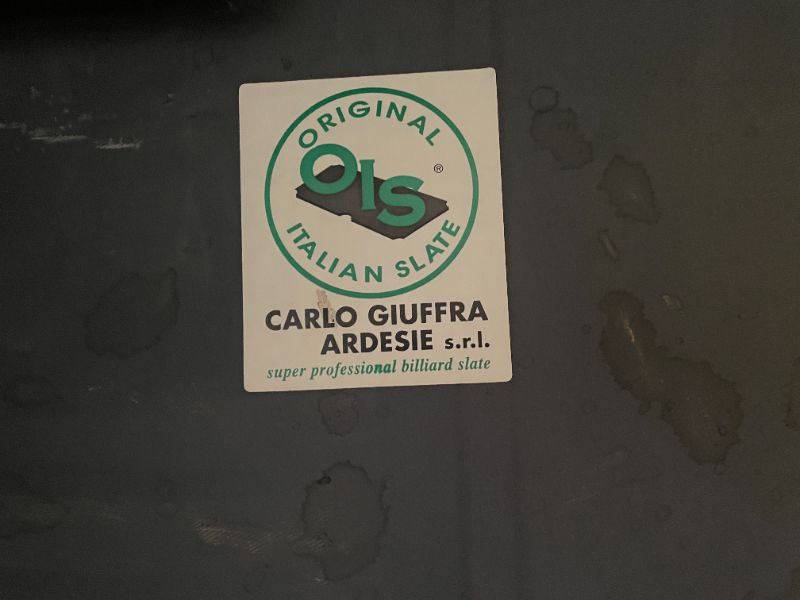 ORIGINAL
OIS ®
ITALIAN SLATE
CARLO GIUFFRA
ARDESIE s.r.l.
super professional billiard slate